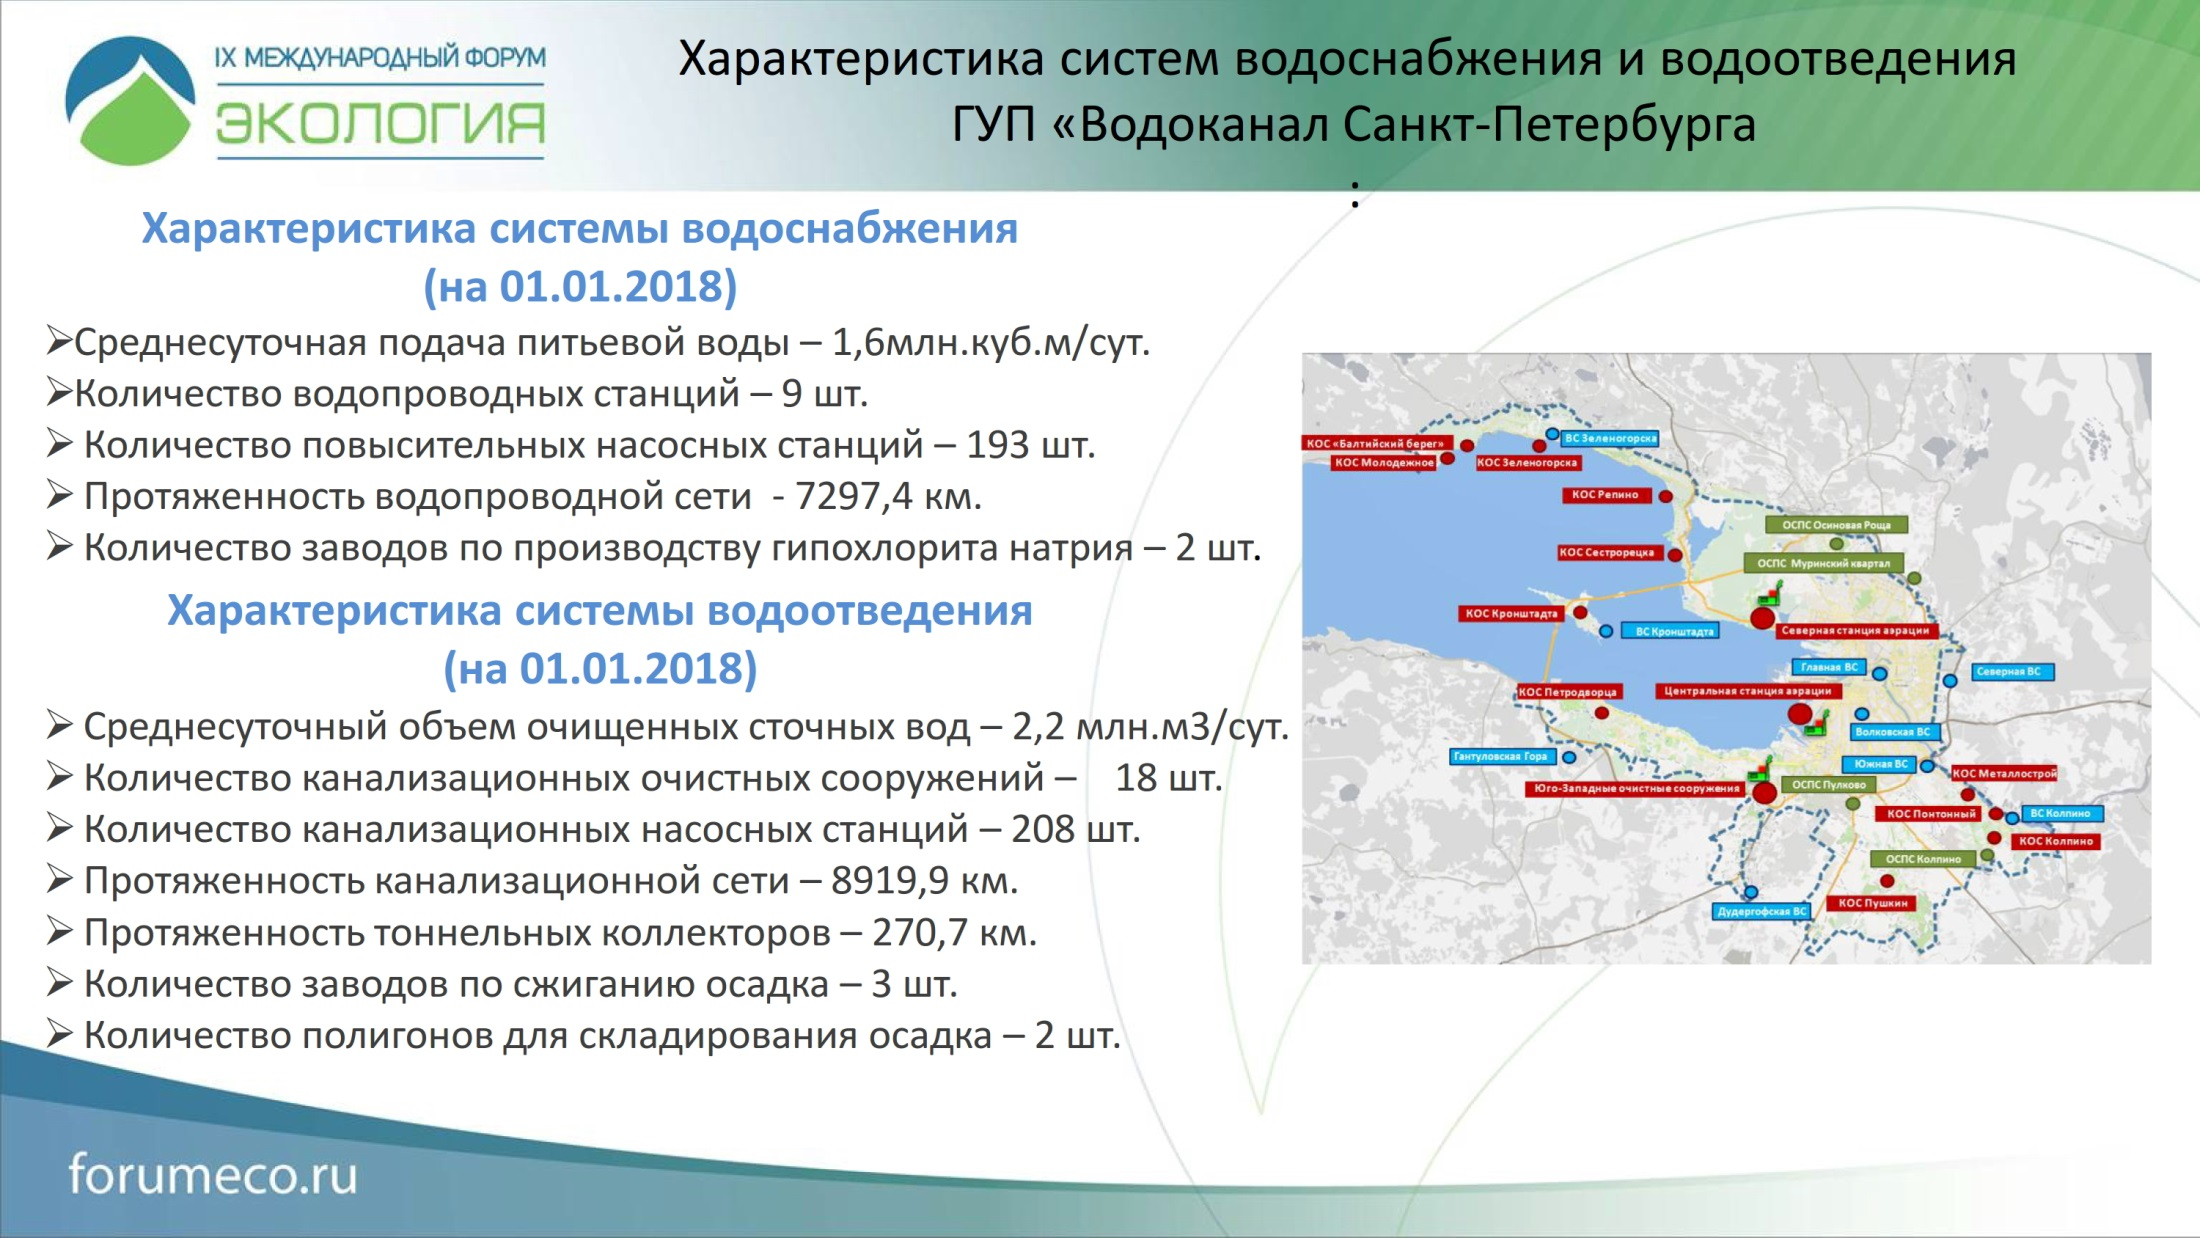 IX МЕЖДУНАРОДНЫЙ ФОРУМ
ЭКОЛОГИЯ
Характеристика систем водоснабжения и водоотведения
ГУП «Водоканал Санкт-Петербурга
:
Характеристика системы водоснабжения
(на 01.01.2018)
➢Среднесуточная подача питьевой воды – 1,6млн.куб.м/сут.
➢Количество водопроводных станций – 9 шт.
➢ Количество повысительных насосных станций – 193 шт.
➢ Протяженность водопроводной сети - 7297,4 км.
➢ Количество заводов по производству гипохлорита натрия – 2 шт.
Характеристика системы водоотведения
(на 01.01.2018)
➢ Среднесуточный объем очищенных сточных вод – 2,2 млн.м3/сут.
➢ Количество канализационных очистных сооружений – 18 шт.
➢ Количество канализационных насосных станций – 208 шт.
➢ Протяженность канализационной сети – 8919,9 км.
➢ Протяженность тоннельных коллекторов – 270,7 км.
➢ Количество заводов по сжиганию осадка – 3 шт.
➢ Количество полигонов для складирования осадка – 2 шт.
КОС «Балтийский берег»
ВС Зеленогорска
КОС Молодежное
КОС Зеленогорска
КОС Репино
ОСПС Осиновая Роща
КОС Сестрорецка
ОСПС Муринский квартал
КОС Кронштадта
ВС Кронштадта
Северная станция аэрации
Главная ВС
Северная ВС
КОС Петродворца
Центральная станция аэрации
Волковская ВС
Гантуловская Гора
Южная ВС
КОС Металлострой
Юго-Западные очистные сооружения
ОСПС Пулково
КОС Понтонный
ВС Колпино
КОС Колпино
ОСПС Колпино
КОС Пушкин
Дудергофская ВС
forumeco.ru